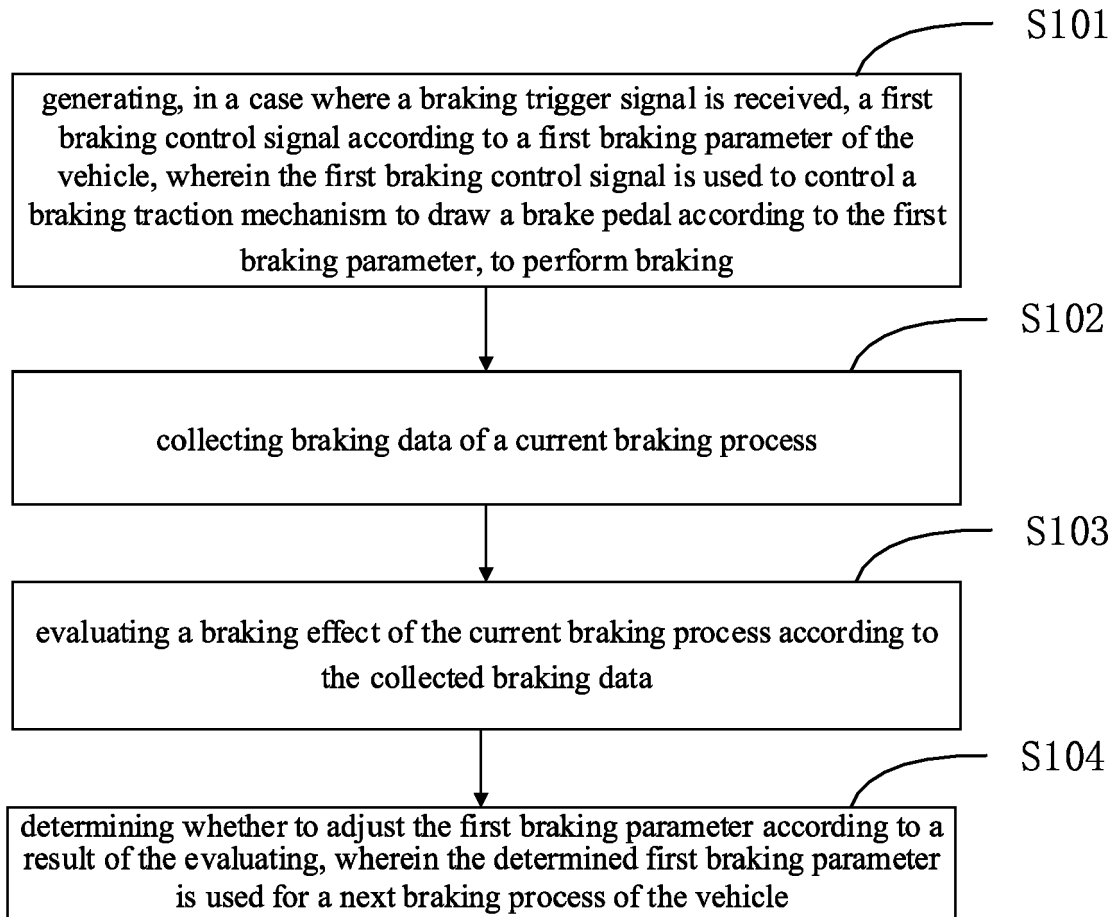 S101
generating, in a case where a braking trigger signal is received, a first
braking control signal according to a first braking parameter of the
vehicle, wherein the first braking control signal is used to control a
braking traction mechanism to draw a brake pedal according to the first
braking parameter, to perform braking
S102
collecting braking data of a current braking process
S103
evaluating a braking effect of the current braking process according to
the collected braking data
S104
determining whether to adjust the first braking parameter according to a
result of the evaluating, wherein the determined first braking parameter
is used for a next braking process of the vehicle